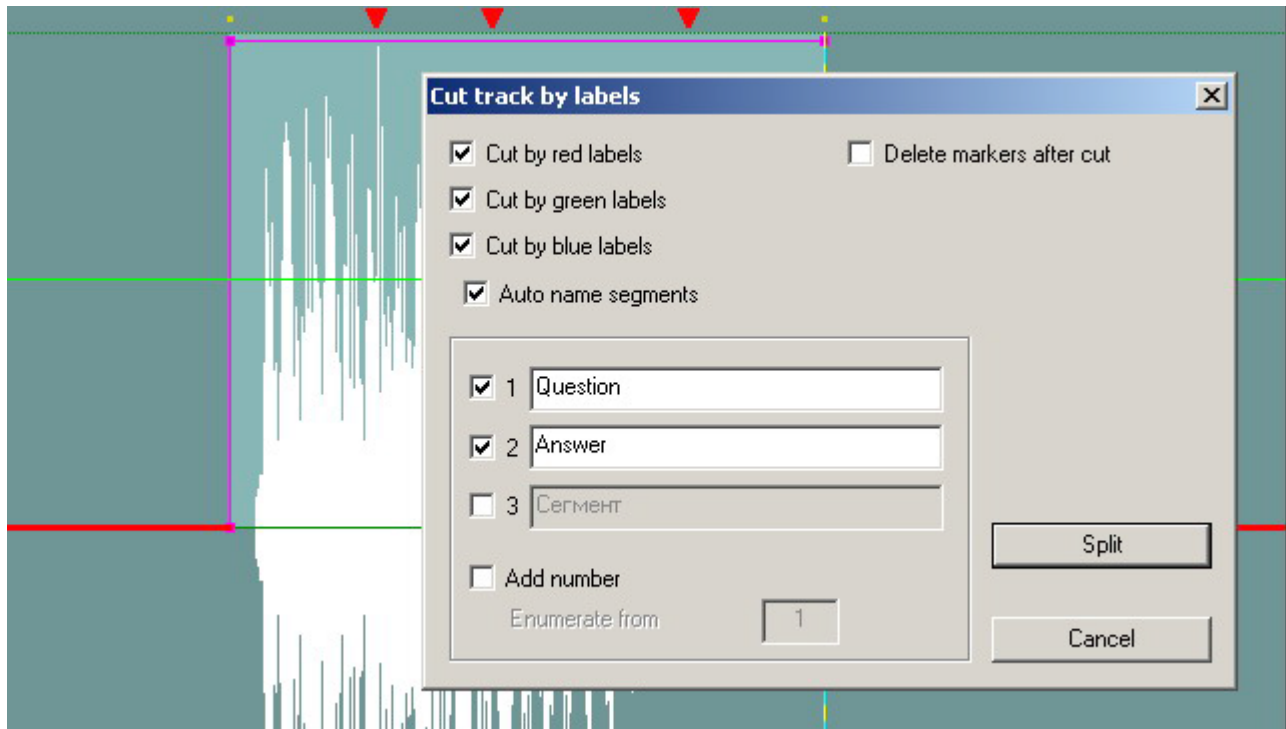 Cut track by labels
Cut by red labels
Delete markers after cut
Cut by green labels
Cut by blue labels
Auto name segments
1 Question
2 Answer
3 Сегмент
Split
Add number
Enumerate from 1
Cancel